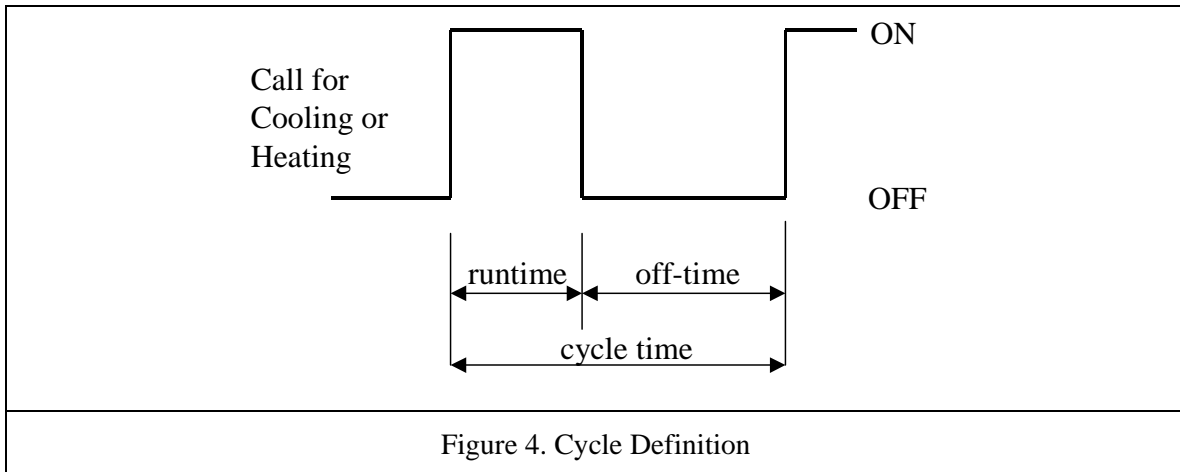 ON
Call for
Cooling or
Heating
OFF
runtime
off-time
cycle time
Figure 4. Cycle Definition